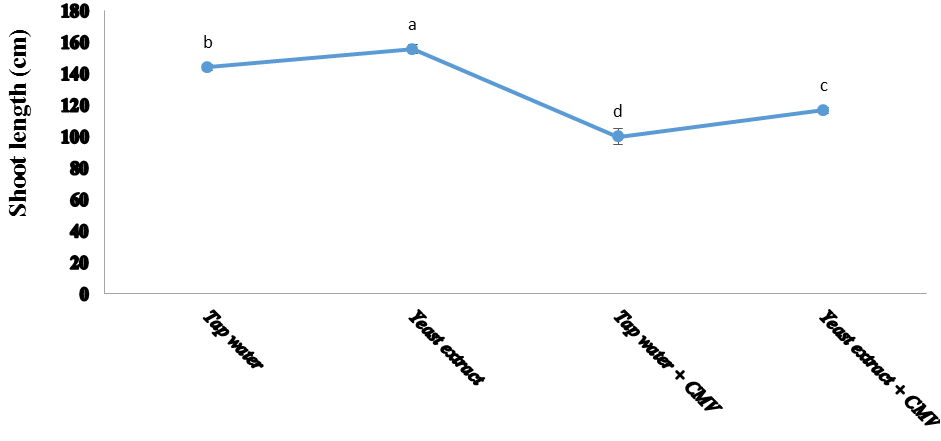 Shoot length (cm)
180
160
140
120
100
80
60
40
20
0
b
a
d
c
Tap water
Yeast extract
Tap water + CMV
Yeast extract + CMV